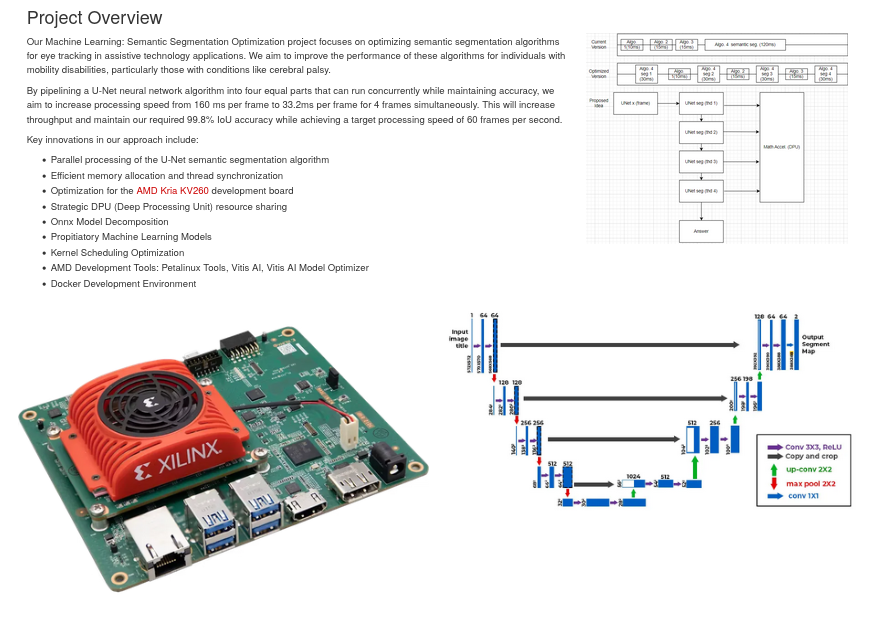 Project Overview
Our Machine Learning: Semantic Segmentation Optimization project focuses on optimizing semantic segmentation algorithms
for eye tracking in assistive technology applications. We aim to improve the performance of these algorithms for individuals with
mobility disabilities, particularly those with conditions like cerebral palsy.
By pipelining a U-Net neural network algorithm into four equal parts that can run concurrently while maintaining accuracy, we
aim to increase processing speed from 160 ms per frame to 33.2ms per frame for 4 frames simultaneously. This will increase
throughput and maintain our required 99.8% IoU accuracy while achieving a target processing speed of 60 frames per second.
Key innovations in our approach include:
• Parallel processing of the U-Net semantic segmentation algorithm
• Efficient memory allocation and thread synchronization
• Optimization for the AMD Kria KV260 development board
• Strategic DPU (Deep Processing Unit) resource sharing
• Onnx Model Decomposition
• Propitiatory Machine Learning Models
• Kernel Scheduling Optimization
• AMD Development Tools: Petalinux Tools, Vitis AI, Vitis AI Model Optimizer
• Docker Development Environment
Current
Version
Algo. 2
(15ms)
Algo. 3
(15ms)
Algo. 4 semantic seg. (120ms)
Optimized
Version
Algo. 4
seg 1
(30ms)
Algo.
1(10ms)
Algo. 4
seg 2
(30ms)
Algo. 2
(15ms)
Algo. 4
seg 3
(30ms)
Algo. 3
(15ms)
Algo. 4
seg 4
(30ms)
Proposed
Idea
UNet x (frame)
UNet seg (thd 1)
UNet seg (thd 2)
UNet seg (thd 3)
UNet seg (thd 4)
Math Accel. (DPU)
Answer
XILINX
1 64 64
Input
image
title
128 128
256 256
512 512
1024
512
512 256
256 198
128 64 64 2
Output
Segment
Map
Conv 3X3, ReLU
Copy and crop
up-conv 2X2
max pool 2X2
conv 1X1